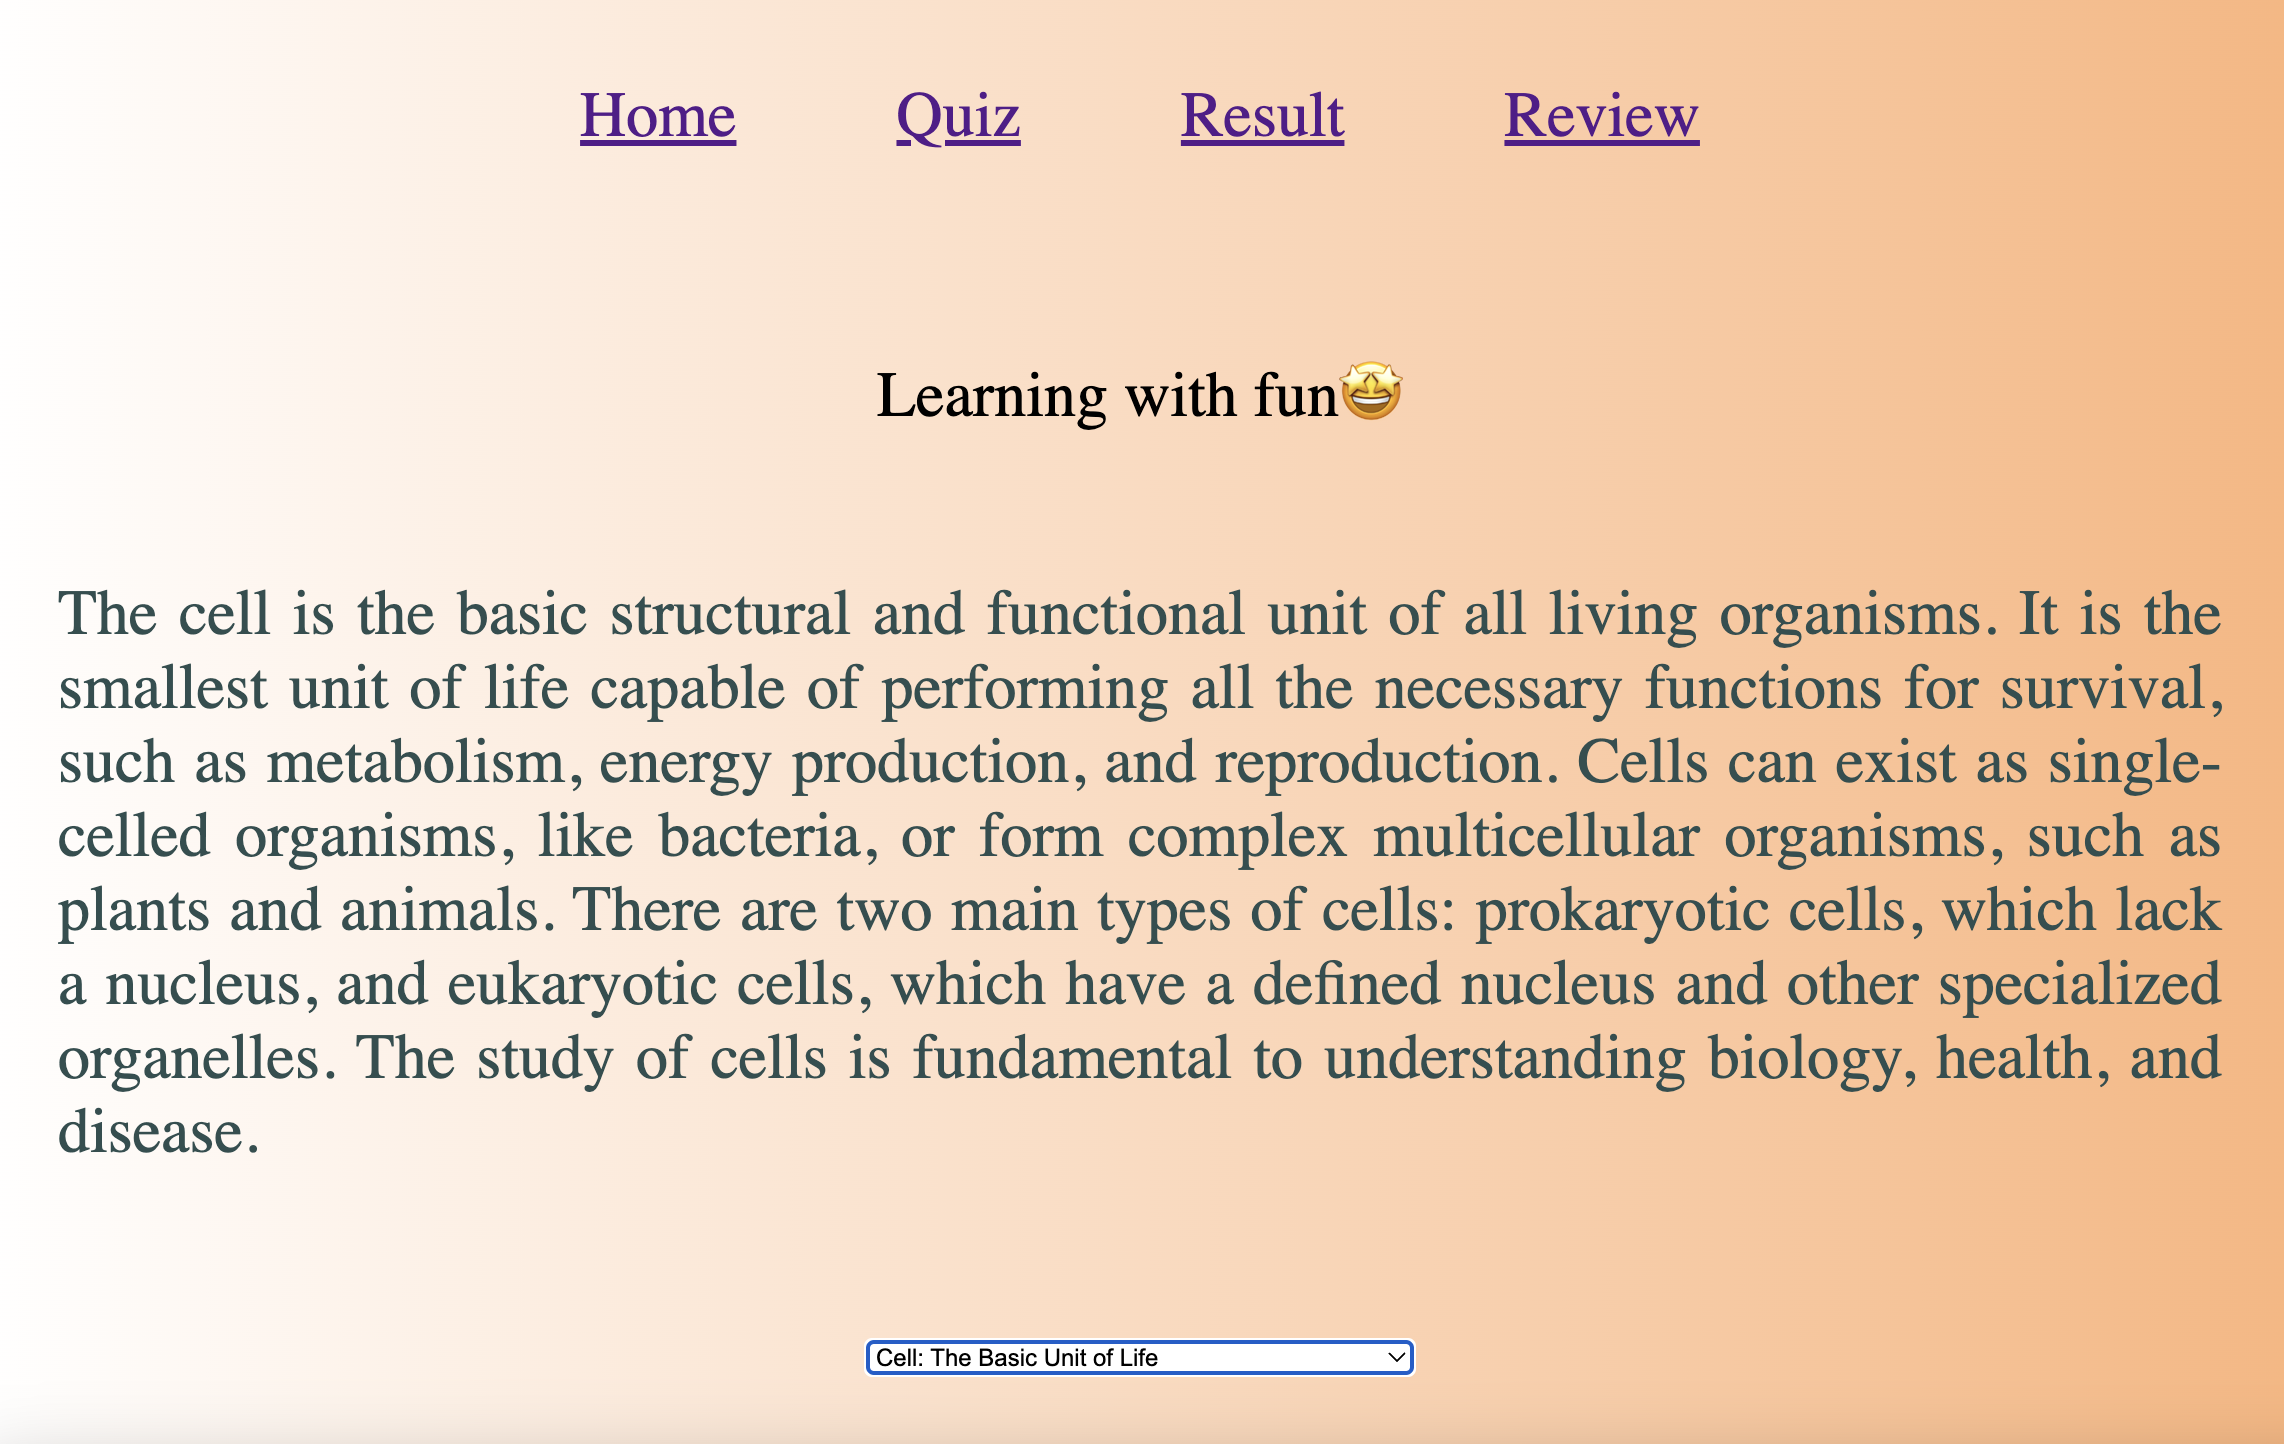 Home Quiz Result Review
Learning with fun🤩
The cell is the basic structural and functional unit of all living organisms. It is the
smallest unit of life capable of performing all the necessary functions for survival,
such as metabolism, energy production, and reproduction. Cells can exist as single-
celled organisms, like bacteria, or form complex multicellular organisms, such as
plants and animals. There are two main types of cells: prokaryotic cells, which lack
a nucleus, and eukaryotic cells, which have a defined nucleus and other specialized
organelles. The study of cells is fundamental to understanding biology, health, and
disease.
Cell: The Basic Unit of Life